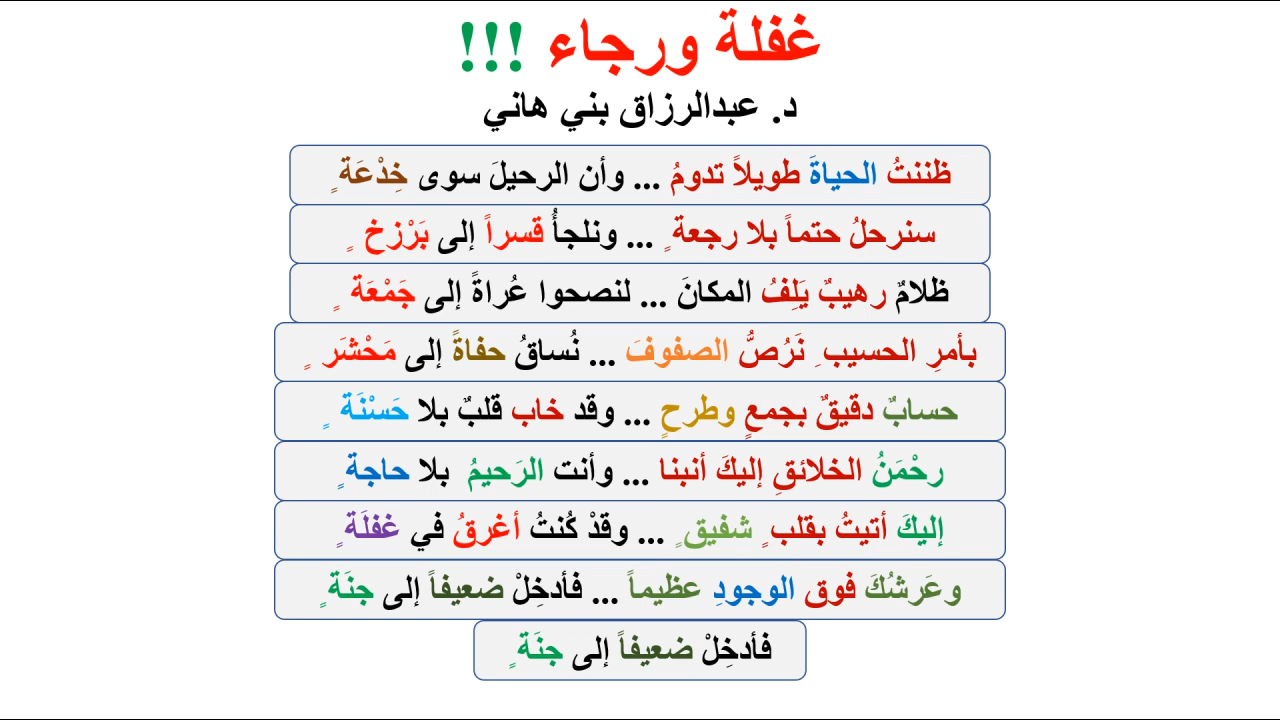 غفلة ورجاء !!!
د. عبدالرزاق بني هاني
ظننتُ الحياةَ طويلاً تدومُ ... وأن الرحيلَ سوى خِدْعَةٍ
سنرحلُ حتماً بلا رجعةٍ ... ونلجأُ قسراً إلى بَرْزخٍ
ظلامٌ رهيبٌ يَلِفُ المكانَ ... لنصحوا عُراةً إلى جَمْعَةٍ
بأمرِ الحسيبِ نَرُصُّ الصفوفَ ... نُساقُ حفاةً إلى مَحْشَرٍ
حسابٌ دقيقٌ بجمعٍ وطرحٍ ... وقد خاب قلبٌ بلا حَسْنَةٍ
رحْمَنُ الخلائقِ إليكَ أنبنا ... وأنت الرَحيمُ بلا حاجةٍ
إليكَ أتيتُ بقلبٍ شفيقٍ ... وقدْ كُنتُ أغرقُ في غفلَةٍ
وعَرشُكَ فوق الوجودِ عظيماً ... فأدخِلْ ضعيفاً إلى جنَةٍ
فأدخِلْ ضعيفاً إلى جنَةٍ